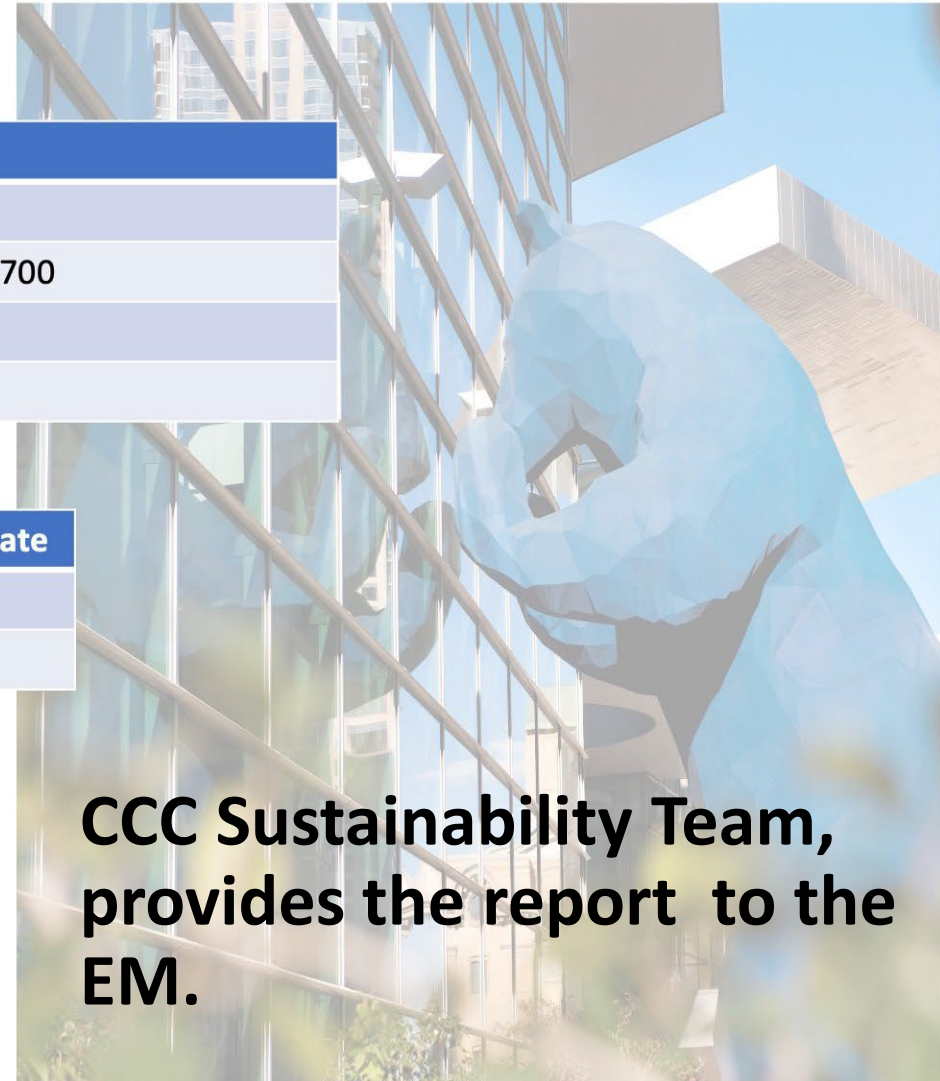 700
ate
CCC Sustainability Team,
provides the report  to the
EM.